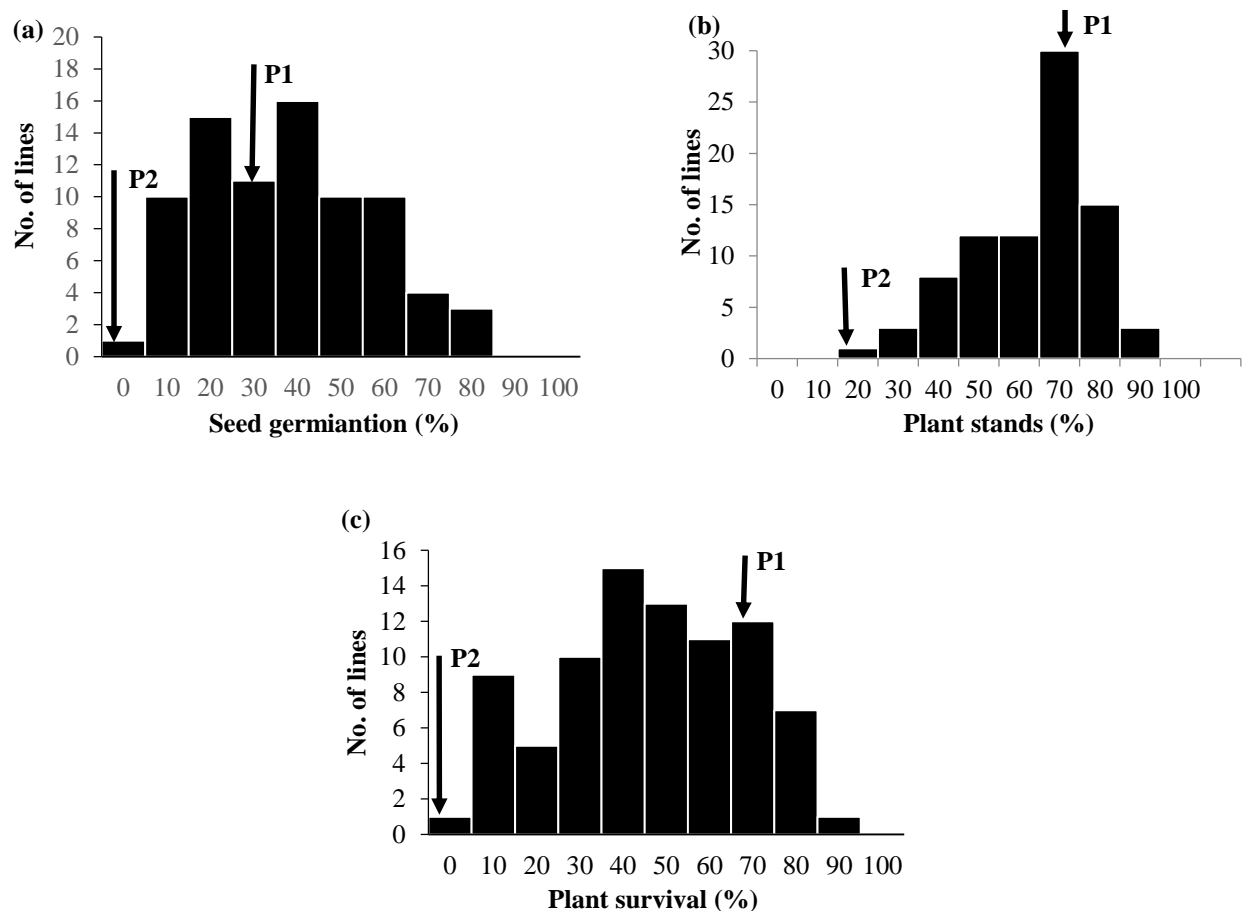 (a)
No. of lines
20
18
16
14
12
10
8
6
4
2
0
P1
P2
0 10 20 30 40 50 60 70 80 90 100
Seed germiantion (%)
(b)
No. of lines
30
25
20
15
10
5
0
P1
P2
0 10 20 30 40 50 60 70 80 90 100
Plant stands (%)
(c)
No. of lines
16
14
12
10
8
6
4
2
0
P1
P2
0 10 20 30 40 50 60 70 80 90 100
Plant survival (%)